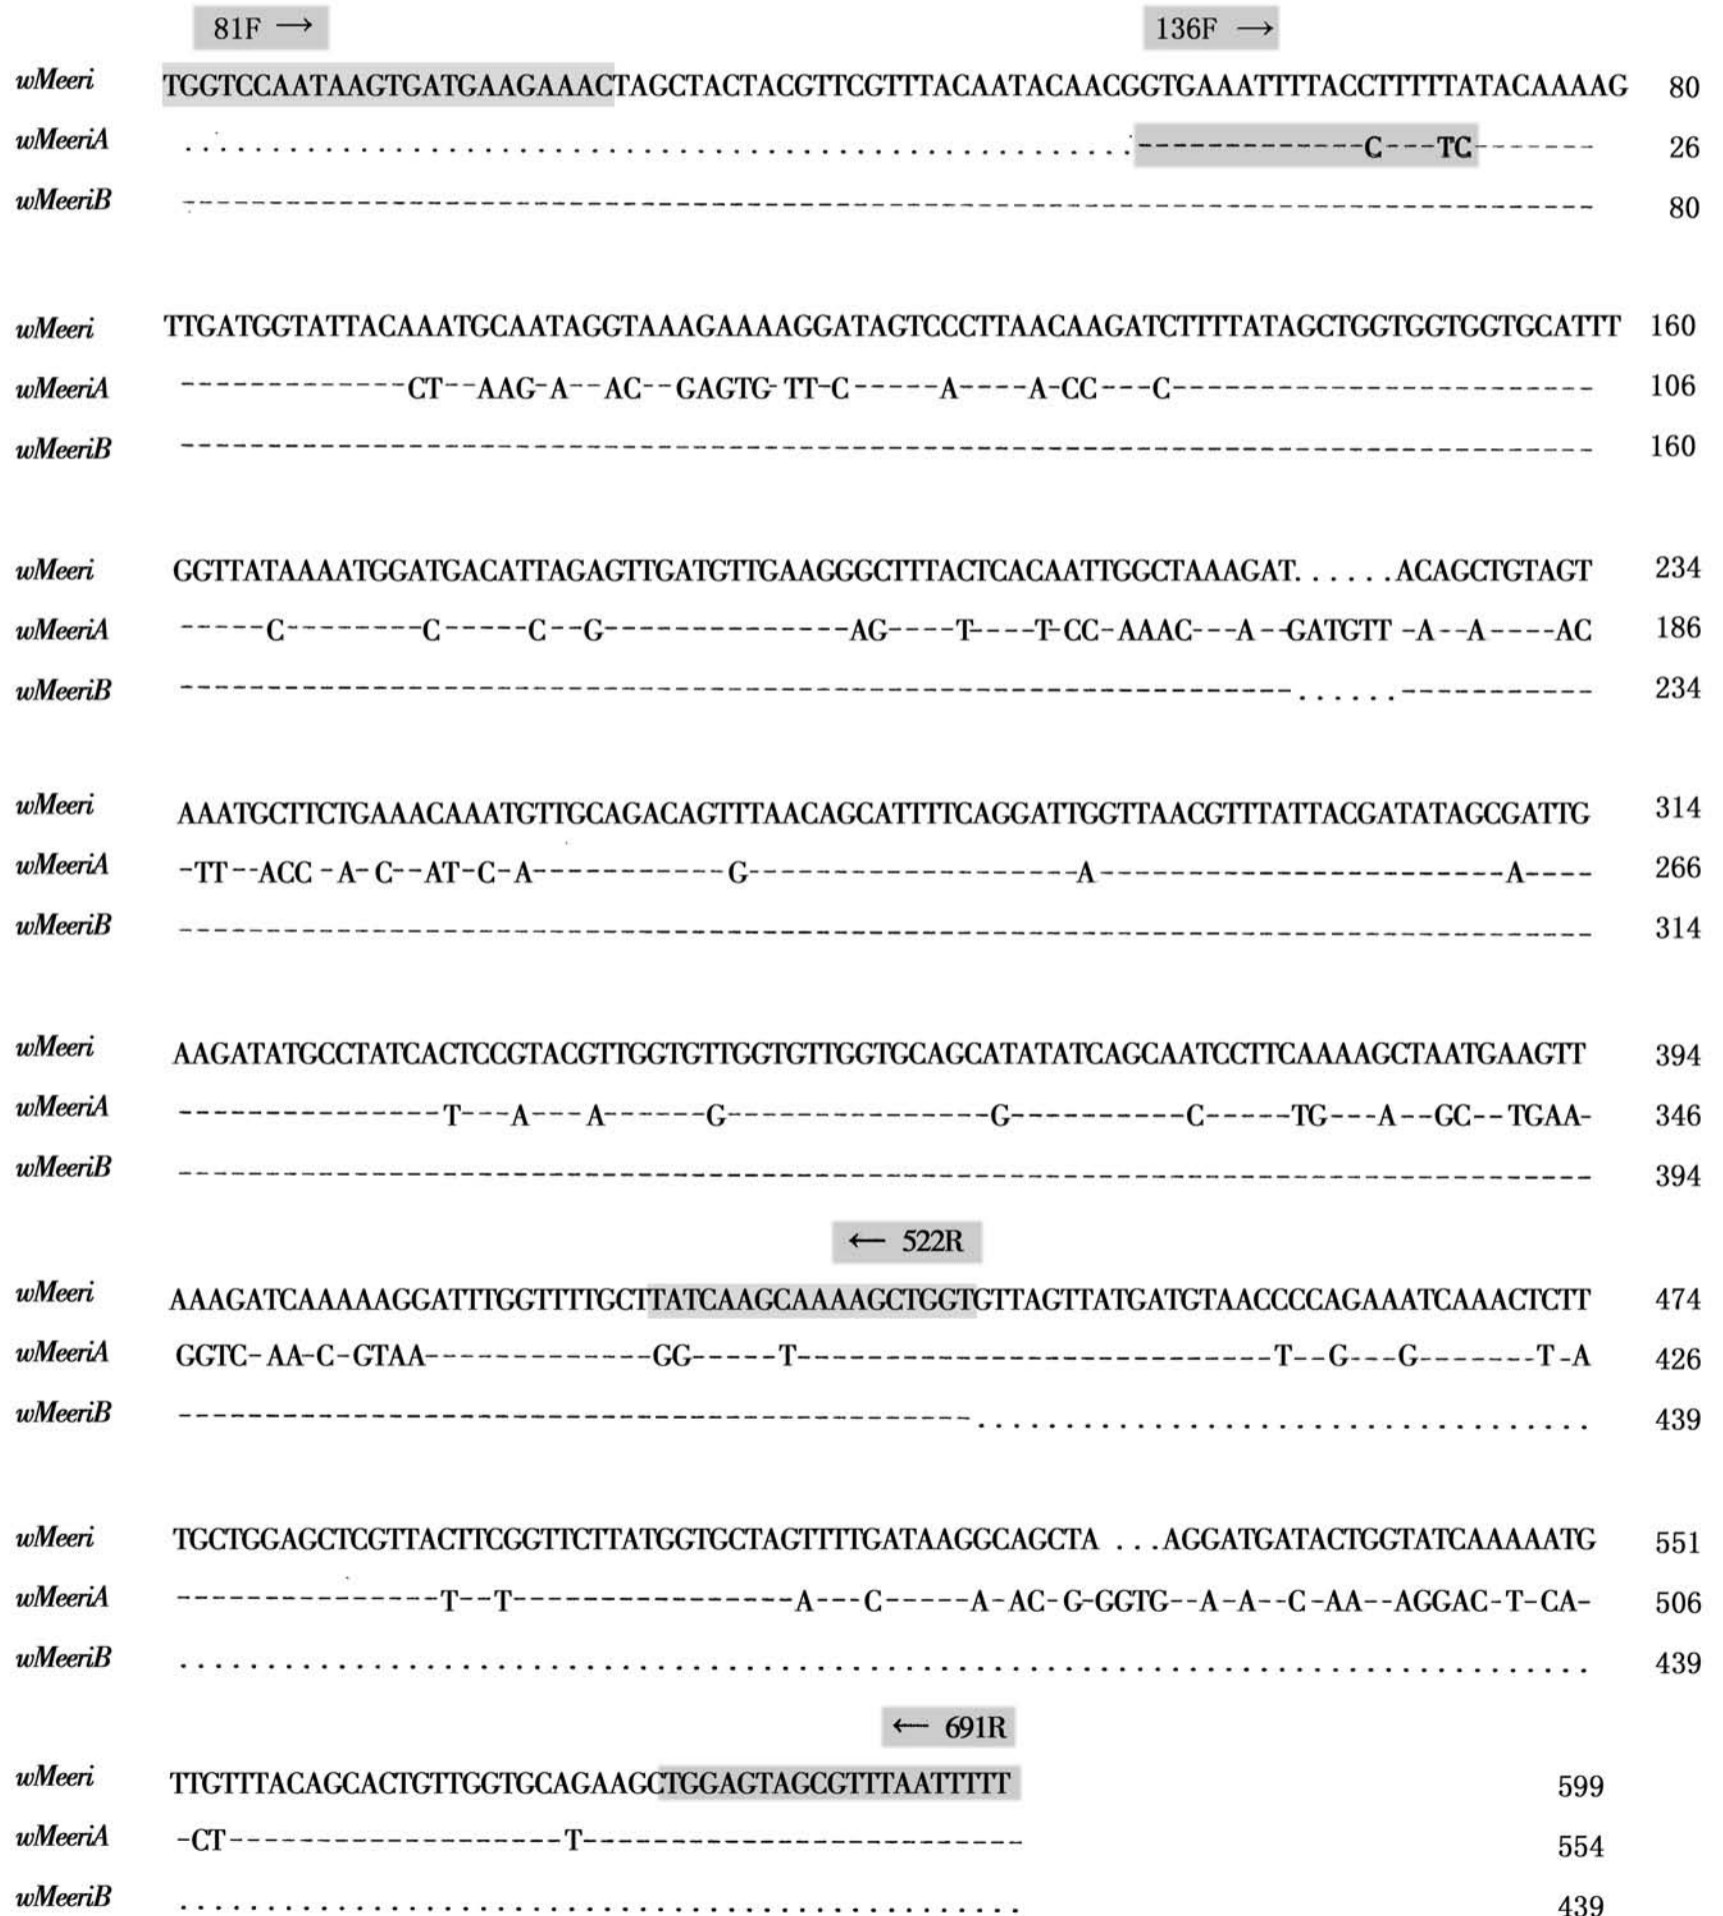 81F → 136F →
wMeeri TGGTCCAATAAGTGATGAAGAAACTAGCTACTACGTTCGTTTACAATACAACGGTGAAATTTTACCTTTTTATACAAAAG 80
wMeeriA ......................................................-------------C---TC------- 26
wMeeriB -------------------------------------------------------------------------------- 80
wMeeri TTGATGGTATTACAAATGCAATAGGTAAAGAAAAGGATAGTCCCTTAACAAGATCTTTTATAGCTGGTGGTGGTGCATTT 160
wMeeriA -------------CT--AAG-A--AC--GAGTG-TT-C-----A----A-CC---C------------------------ 106
wMeeriB -------------------------------------------------------------------------------- 160
wMeeri GGTTATAAAATGGATGACATTAGAGTTGATGTTGAAGGGCTTTACTCACAATTGGCTAAAGAT......ACAGCTGTAGT 234
wMeeriA -----C--------C-----C--G--------------AG----T----T-CC-AAAC---A--GATGTT-A--A----AC 186
wMeeriB ---------------------------------------------------------------......----------- 234
wMeeri AAATGCTTCTGAAACAAATGTTGCAGACAGTTTAACAGCATTTTCAGGATTGGTTAACGTTTATTACGATATAGCGATTG 314
wMeeriA -TT--ACC-A-C--AT-C-A-----------G-------------------A-----------------------A---- 266
wMeeriB -------------------------------------------------------------------------------- 314
wMeeri AAGATATGCCTATCACTCCGTACGTTGGTGTTGGTGTTGGTGCAGCATATATCAGCAATCCTTCAAAAGCTAATGAAGTT 394
wMeeriA ---------------T---A---A------G---------------G----------C-----TG---A--GC--TGAA- 346
wMeeriB -------------------------------------------------------------------------------- 394
← 522R
wMeeri AAAGATCAAAAAGGATTTGGTTTTGCTTATCAAGCAAAAGCTGGTGTTAGTTATGATGTAACCCCAGAAATCAAACTCTT 474
wMeeriA GGTC-AA-C-GTAA-------------GG-----T---------------------------T--G---G-------T-A 426
wMeeriB ---------------------------------------------................................... 439
wMeeri TGCTGGAGCTCGTTACTTCGGTTCTTATGGTGCTAGTTTTGATAAGGCAGCTA ...AGGATGATACTGGTATCAAAAATG 551
wMeeriA ---------------T--T----------------A---C-----A-AC-G-GGTG--A-A--C-AA--AGGAC-T-CA- 506
wMeeriB ................................................................................ 439
← 691R
wMeeri TTGTTTACAGCACTGTTGGTGCAGAAGCTGGAGTAGCGTTTAATTTTT 599
wMeeriA -CT-------------------T------------------------- 554
wMeeriB ................................................ 439